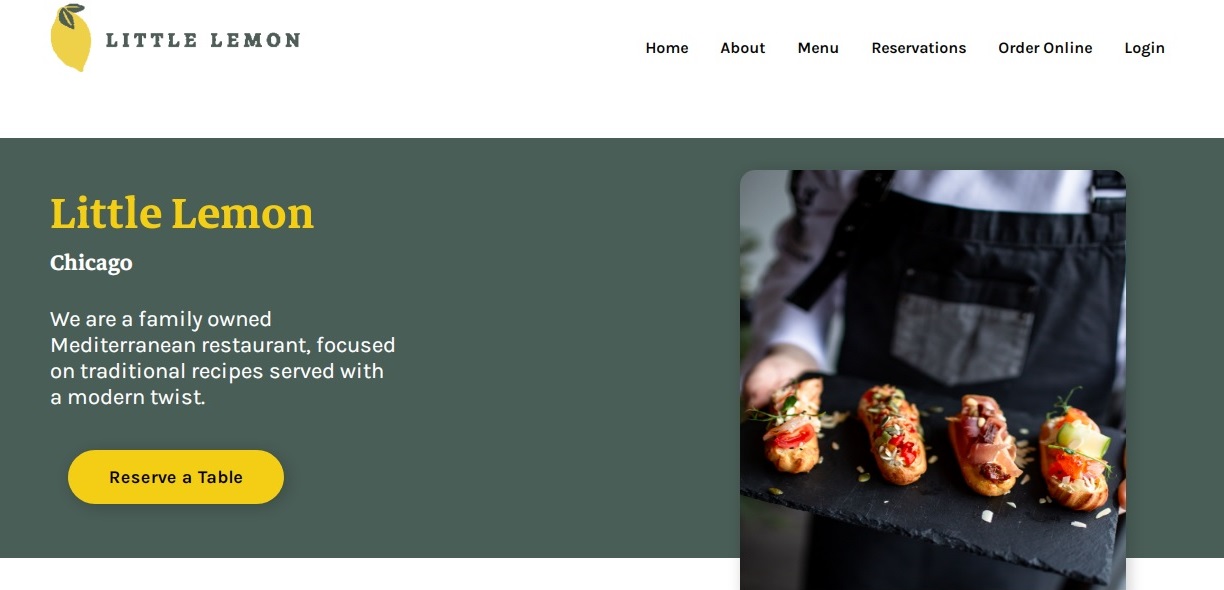 LITTLE LEMON
Home About Menu Reservations Order Online Login
Little Lemon
Chicago
We are a family owned
Mediterranean restaurant, focused
on traditional recipes served with
a modern twist.
Reserve a Table